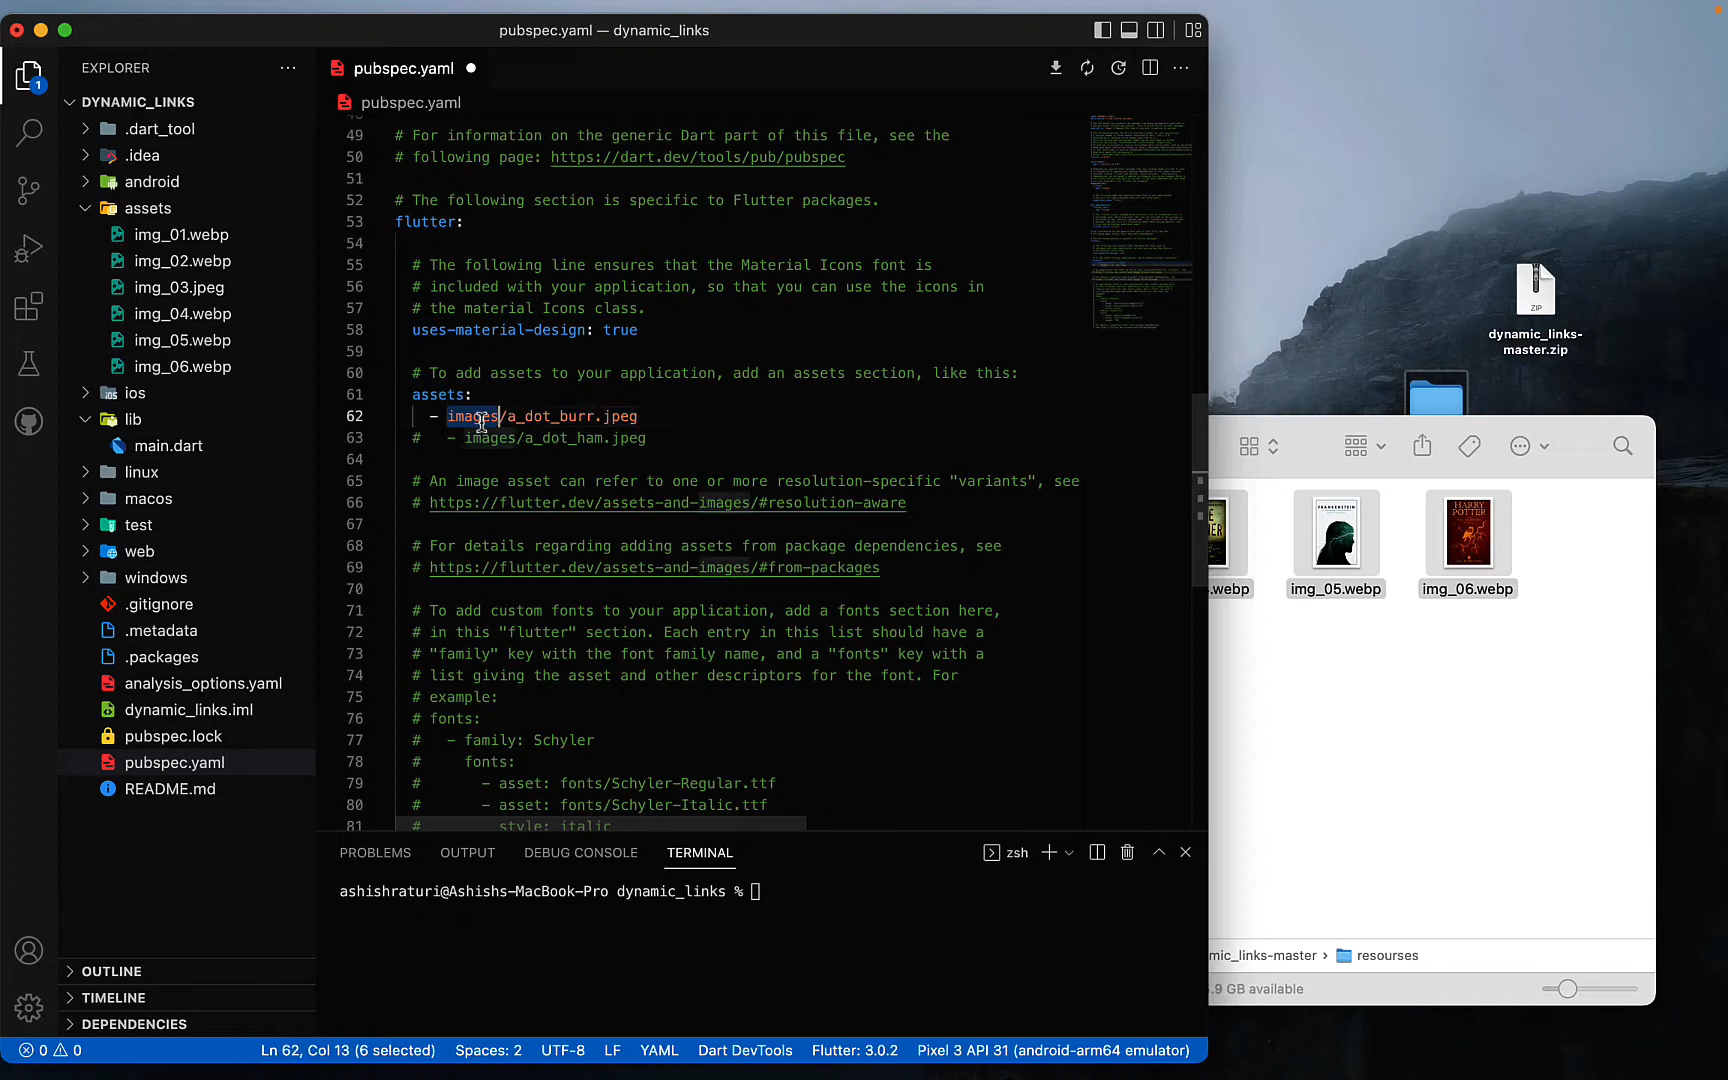 pubspec.yaml — dynamic_links
EXPLORER
pubspec.yaml
1
DYNAMIC_LINKS
pubspec.yaml
.dart_tool
.idea
android
assets
img_01.webp
img_02.webp
img_03.jpeg
img_04.webp
img_05.webp
img_06.webp
ios
lib
main.dart
linux
macos
test
web
windows
.gitignore
.metadata
.packages
analysis_options.yaml
dynamic_links.iml
pubspec.lock
pubspec.yaml
README.md
OUTLINE
TIMELINE
DEPENDENCIES
49 # For information on the generic Dart part of this file, see the
50 # following page: https://dart.dev/tools/pub/pubspec
51
52 # The following section is specific to Flutter packages.
53 flutter:
54
55 # The following line ensures that the Material Icons font is
56 # included with your application, so that you can use the icons in
57 # the material Icons class.
58 uses-material-design: true
59
60 # To add assets to your application, add an assets section, like this:
61 assets:
62 - images/a_dot_burr.jpeg
63 # - images/a_dot_ham.jpeg
64
65 # An image asset can refer to one or more resolution-specific "variants", see
66 # https://flutter.dev/assets-and-images/#resolution-aware
67
68 # For details regarding adding assets from package dependencies, see
69 # https://flutter.dev/assets-and-images/#from-packages
70
71 # To add custom fonts to your application, add a fonts section here,
72 # in this "flutter" section. Each entry in this list should have a
73 # "family" key with the font family name, and a "fonts" key with a
74 # list giving the asset and other descriptors for the font. For
75 # example:
76 # fonts:
77 # - family: Schyler
78 # fonts:
79 # - asset: fonts/Schyler-Regular.ttf
80 # - asset: fonts/Schyler-Italic.ttf
81 # style: italic
PROBLEMS OUTPUT DEBUG CONSOLE TERMINAL zsh
ashishraturi@Ashishs-MacBook-Pro dynamic_links %
0 0 Ln 62, Col 13 (6 selected) Spaces: 2 UTF-8 LF YAML Dart DevTools Flutter: 3.0.2 Pixel 3 API 31 (android-arm64 emulator)
ZIP
dynamic_links-
master.zip
FRANKENSTEIN
HARRY
POTTER
.webp
img_05.webp
img_06.webp
mic_links-master › resourses
.9 GB available